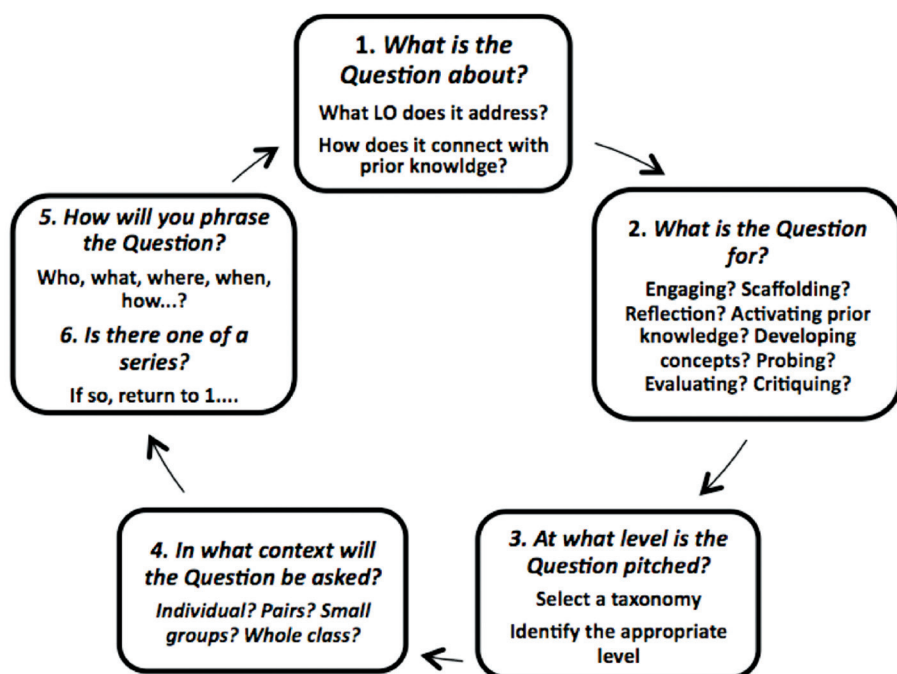 1. What is the
Question about?
What LO does it address?
How does it connect with
prior knowldge?
2. What is the Question
for?
Engaging? Scaffolding?
Reflection? Activating prior
knowledge? Developing
concepts? Probing?
Evaluating? Critiquing?
3. At what level is the
Question pitched?
Select a taxonomy
Identify the appropriate
level
4. In what context will
the Question be asked?
Individual? Pairs? Small
groups? Whole class?
5. How will you phrase
the Question?
Who, what, where, when,
how...?
6. Is there one of a
series?
If so, return to 1....